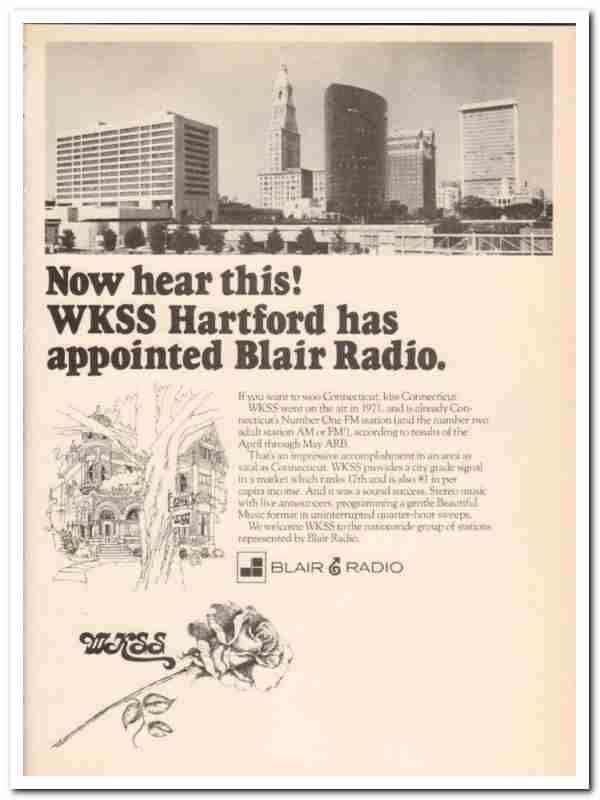 Now hear this!
WKSS Hartford has
appointed Blair Radio.
If you want to woo Connecticut, kiss Connecticut.
WKSS went on the air in 1971, and is already Con-
necticut's Number One FM station (and the number two
adult station AM or FM!), according to results of the
April through May ARB.
That's an impressive accomplishment in an area as
vital as Connecticut. WKSS provides a city grade signal
in a market which ranks 17th and is also #1 in per
capita income. And it was a sound success. Stereo music
with live announcers, programming a gentle Beautiful
Music format in uninterrupted quarter-hour sweeps.
We welcome WKSS to the nationwide group of stations
represented by Blair Radio.
BLAIR RADIO
WKSS